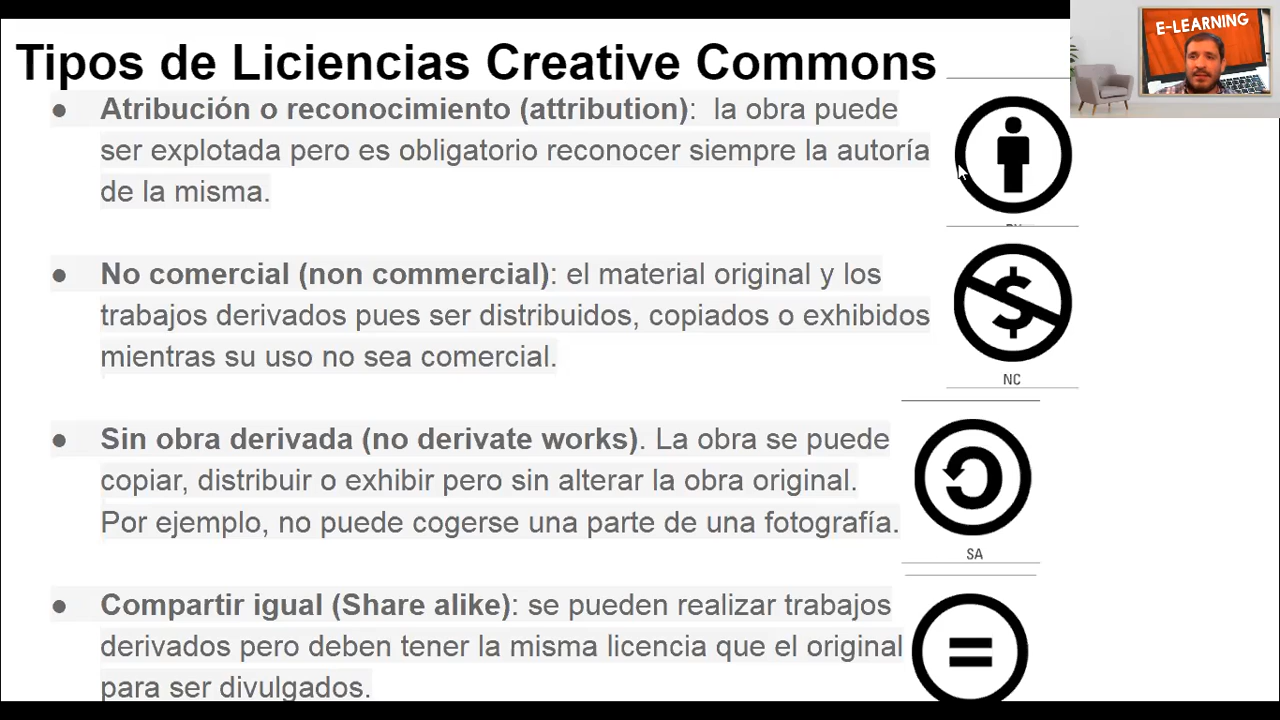 E-LEARNING
Tipos de Liciencias Creative Commons
● Atribución o reconocimiento (attribution): la obra puede
ser explotada pero es obligatorio reconocer siempre la autoría
de la misma.
● No comercial (non commercial): el material original y los
trabajos derivados pues ser distribuidos, copiados o exhibidos
mientras su uso no sea comercial.
NC
● Sin obra derivada (no derivate works). La obra se puede
copiar, distribuir o exhibir pero sin alterar la obra original.
Por ejemplo, no puede cogerse una parte de una fotografía.
SA
● Compartir igual (Share alike): se pueden realizar trabajos
derivados pero deben tener la misma licencia que el original
para ser divulgados.